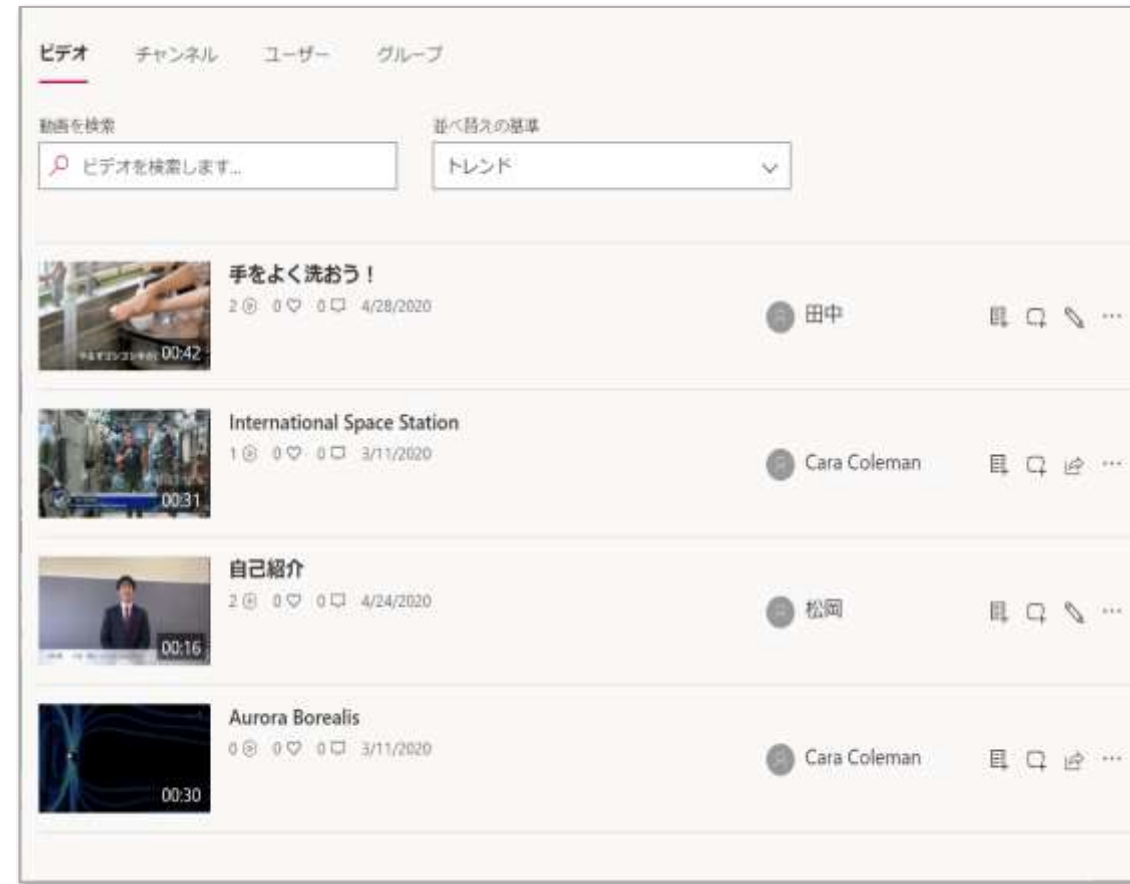 ビデオ チャンネル ユーザー グループ
動画を検索 並べ替えの基準
ビデオを検索します... トレンド
手をよく洗おう!
2 0 0 4/28/2020
田中
00:42
International Space Station
1 0 0 3/11/2020
Cara Coleman
00:31
自己紹介
2 0 0 4/24/2020
松岡
00:16
Aurora Borealis
0 0 0 3/11/2020
Cara Coleman
00:30